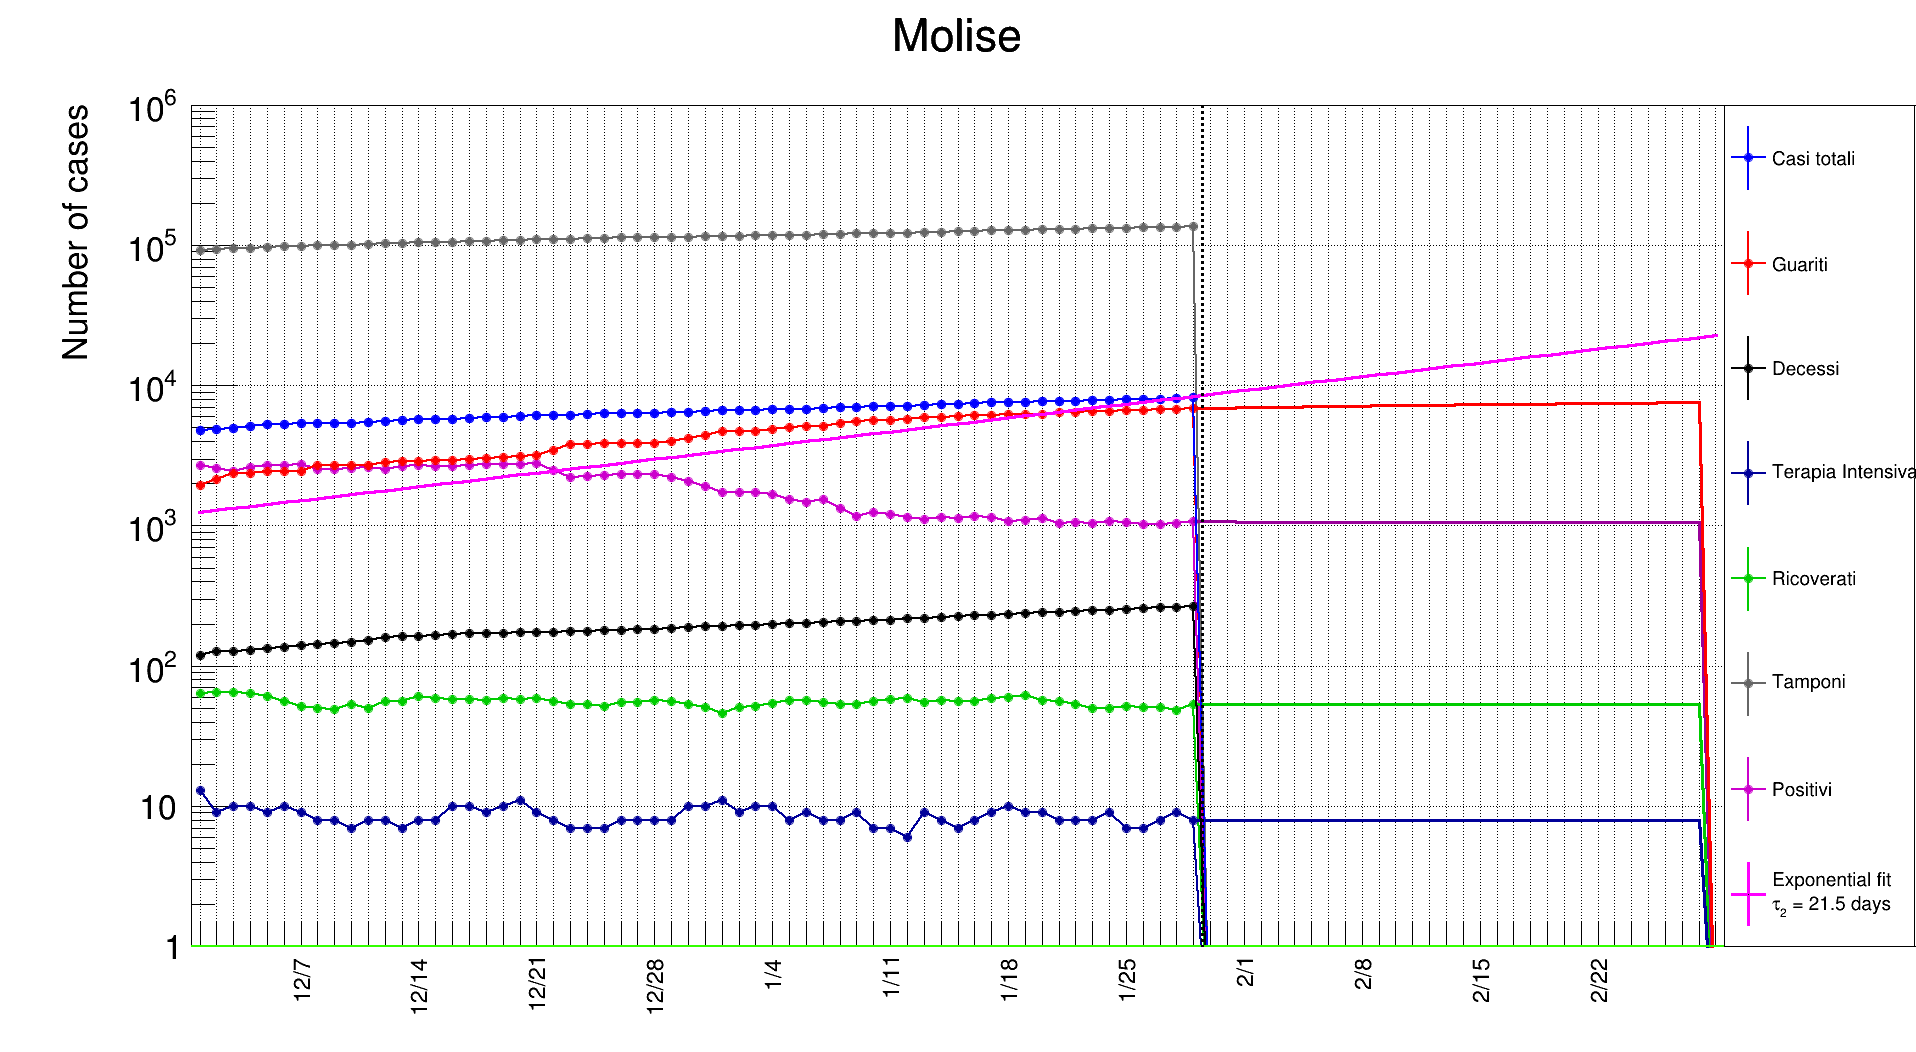 Molise
Number of cases
10^6
10^5
10^4
10^3
10^2
10
1
12/7
12/14
12/21
12/28
1/4
1/11
1/18
1/25
2/1
2/8
2/15
2/22
Casi totali
Guariti
Decessi
Terapia Intensiva
Ricoverati
Tamponi
Positivi
Exponential fit
τ₂ = 21.5 days